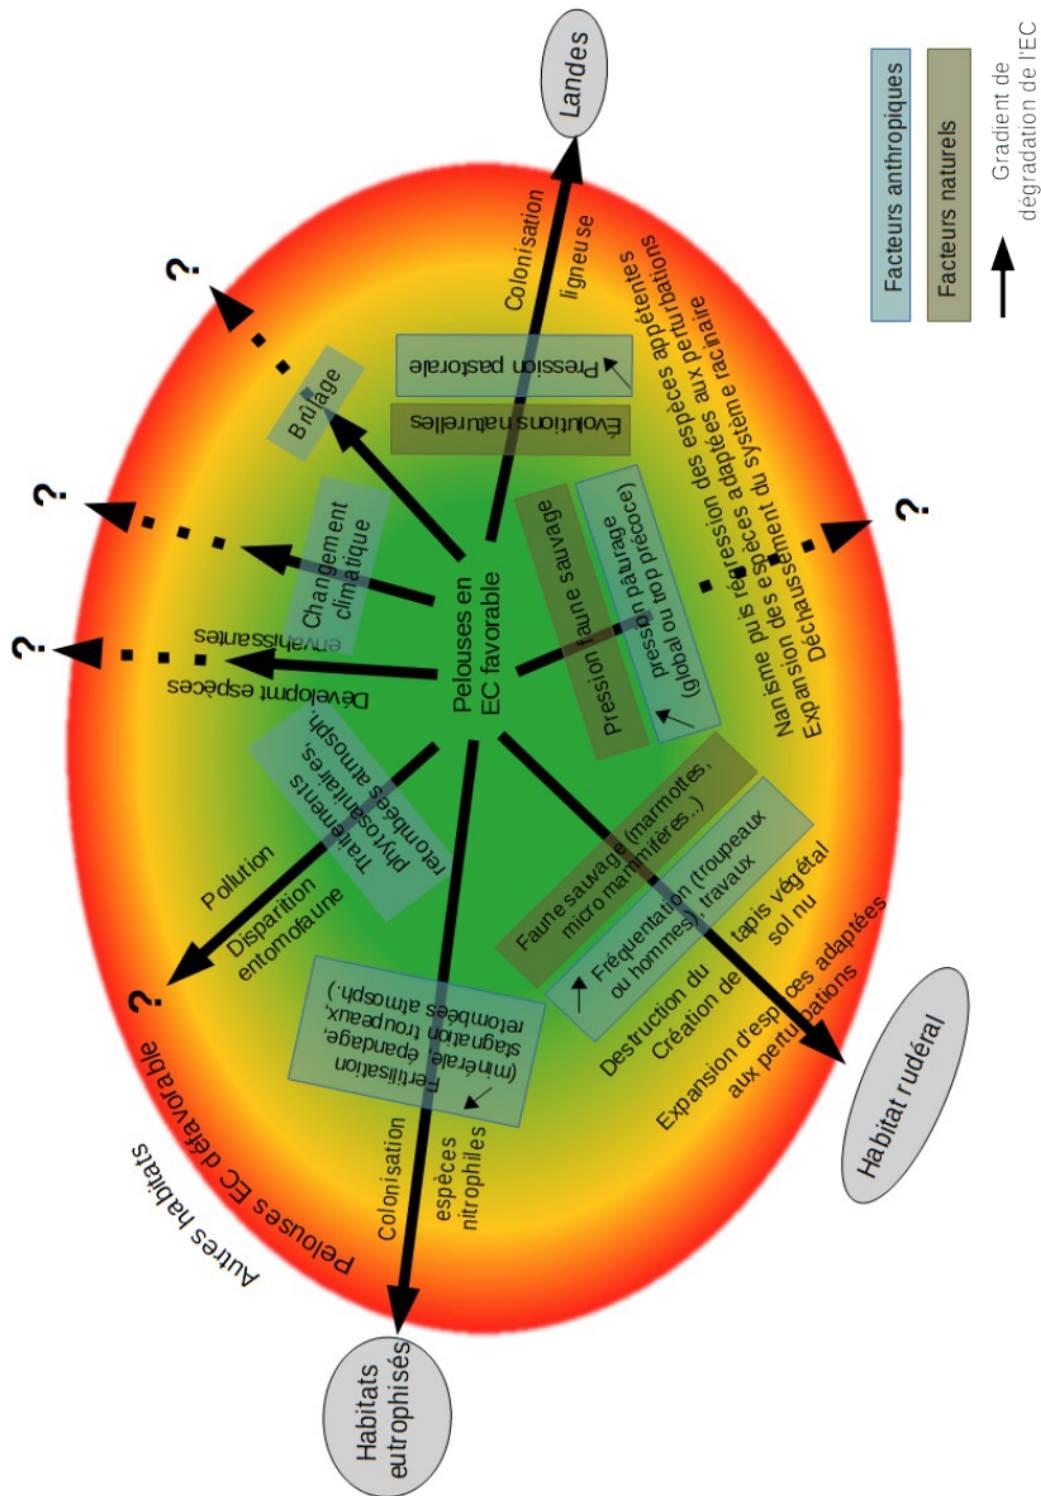 Landes
Colonisation
ligneuse
Pression pastorale
Évolutions naturelles
?
Brûlage
?
Changement
climatique
?
Dévelopmt espèces
envahissantes
Pelouses en
EC favorable
Pression faune sauvage
pression pâturage
(global ou trop précoce)
Nanisme puis régression des espèces appétentes
Expansion des espèces adaptées aux perturbations
Déchaussement du système racinaire
?
Traitements
phytosanitaires,
retombées atmosph.
Pollution
Disparition
entomofaune
?
Fertilisation
(minérale, épandage,
stagnation troupeaux,
retombées atmosph.)
Colonisation
espèces
nitrophiles
Habitats
eutrophisés
Faune sauvage (marmottes,
micro mammifères..)
Fréquentation (troupeaux
ou hommes), travaux
Destruction du tapis végétal
Création de sol nu
Expansion d'espèces adaptées
aux perturbations
Habitat rudéral
Pelouses EC défavorable
Autres habitats
Facteurs anthropiques
Facteurs naturels
Gradient de
dégradation de l'EC